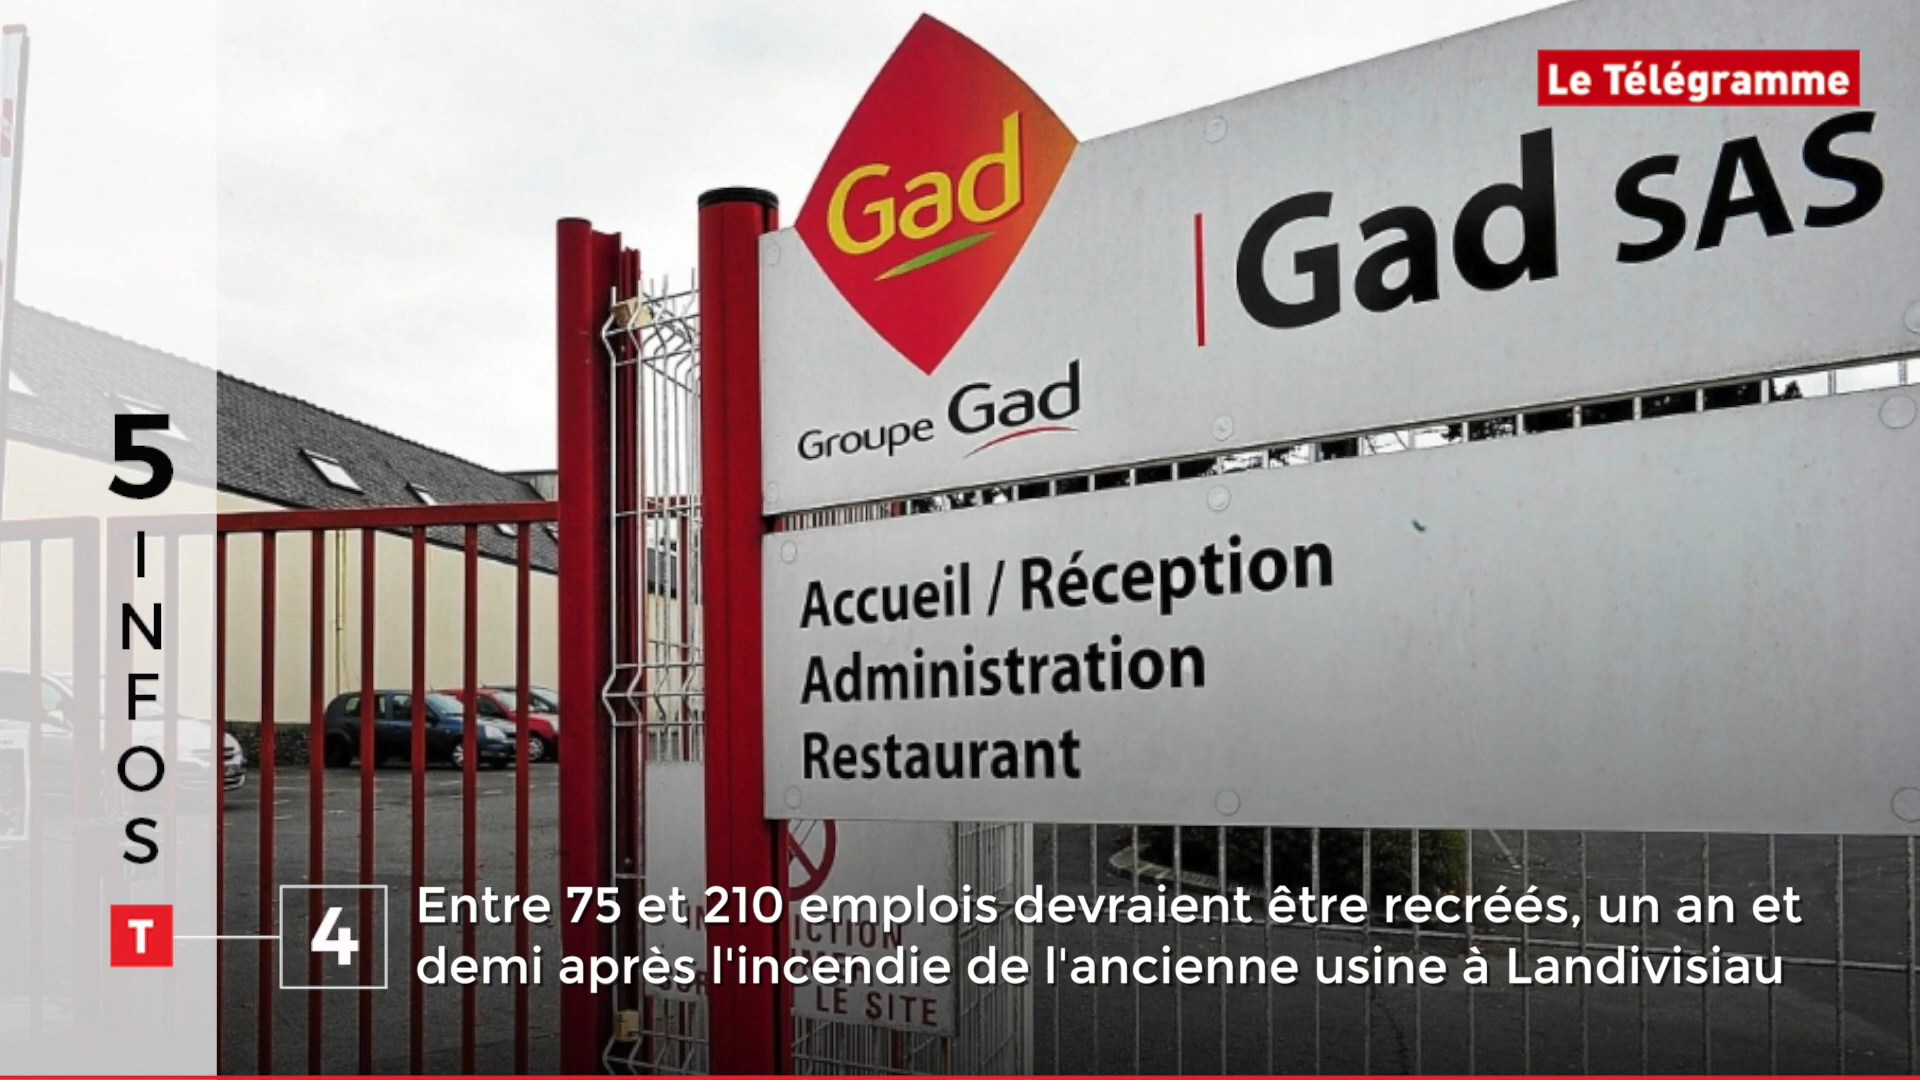 Le Télégramme
Gad
Gad SAS
Groupe Gad
Accueil / Réception
Administration
Restaurant
5
INFOS
T
4
Entre 75 et 210 emplois devraient être recréés, un an et
demi après l'incendie de l'ancienne usine à Landivisiau
LE SITE